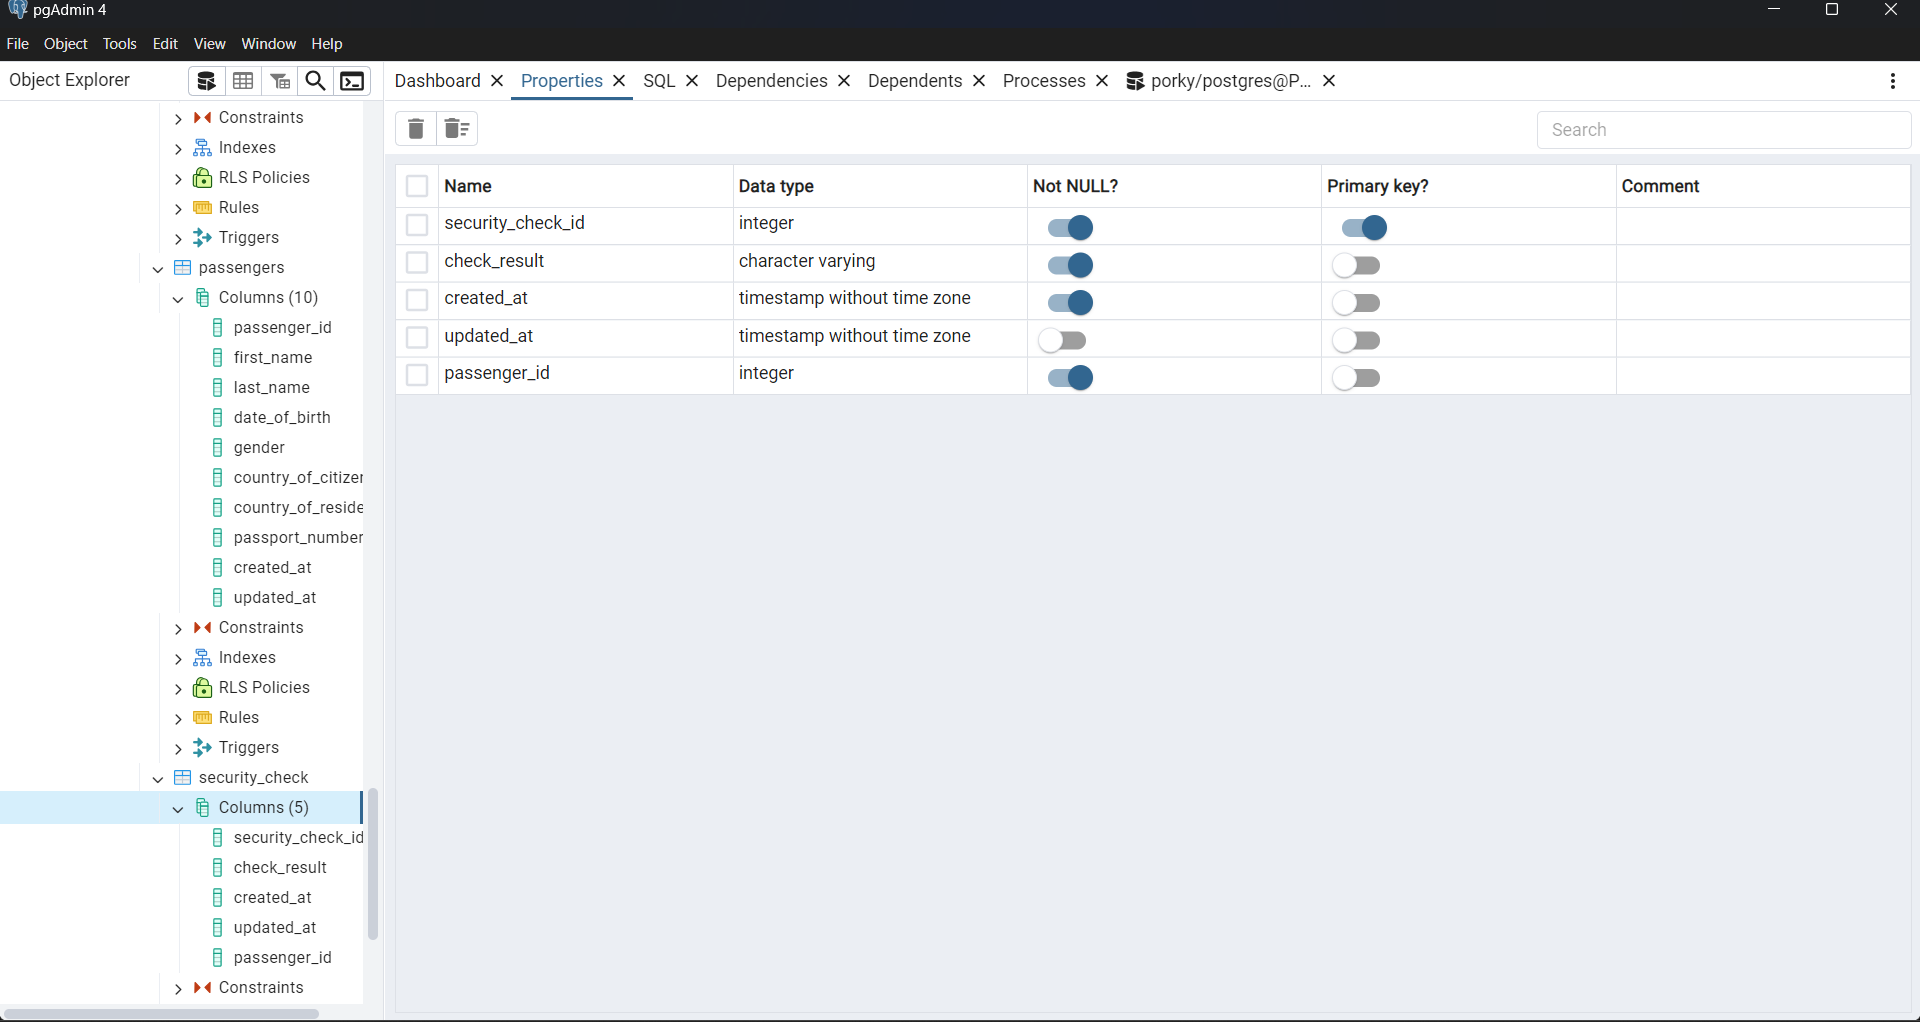 pgAdmin 4
File Object Tools Edit View Window Help
Object Explorer
Dashboard Properties SQL Dependencies Dependents Processes porky/postgres@P...
Search
Constraints
Indexes
RLS Policies
Rules
Triggers
passengers
Columns (10)
passenger_id
first_name
last_name
date_of_birth
gender
country_of_citizen
country_of_reside
passport_number
created_at
updated_at
Constraints
Indexes
RLS Policies
Rules
Triggers
security_check
Columns (5)
security_check_id
check_result
created_at
updated_at
passenger_id
Constraints
Name Data type Not NULL? Primary key? Comment
security_check_id integer
check_result character varying
created_at timestamp without time zone
updated_at timestamp without time zone
passenger_id integer